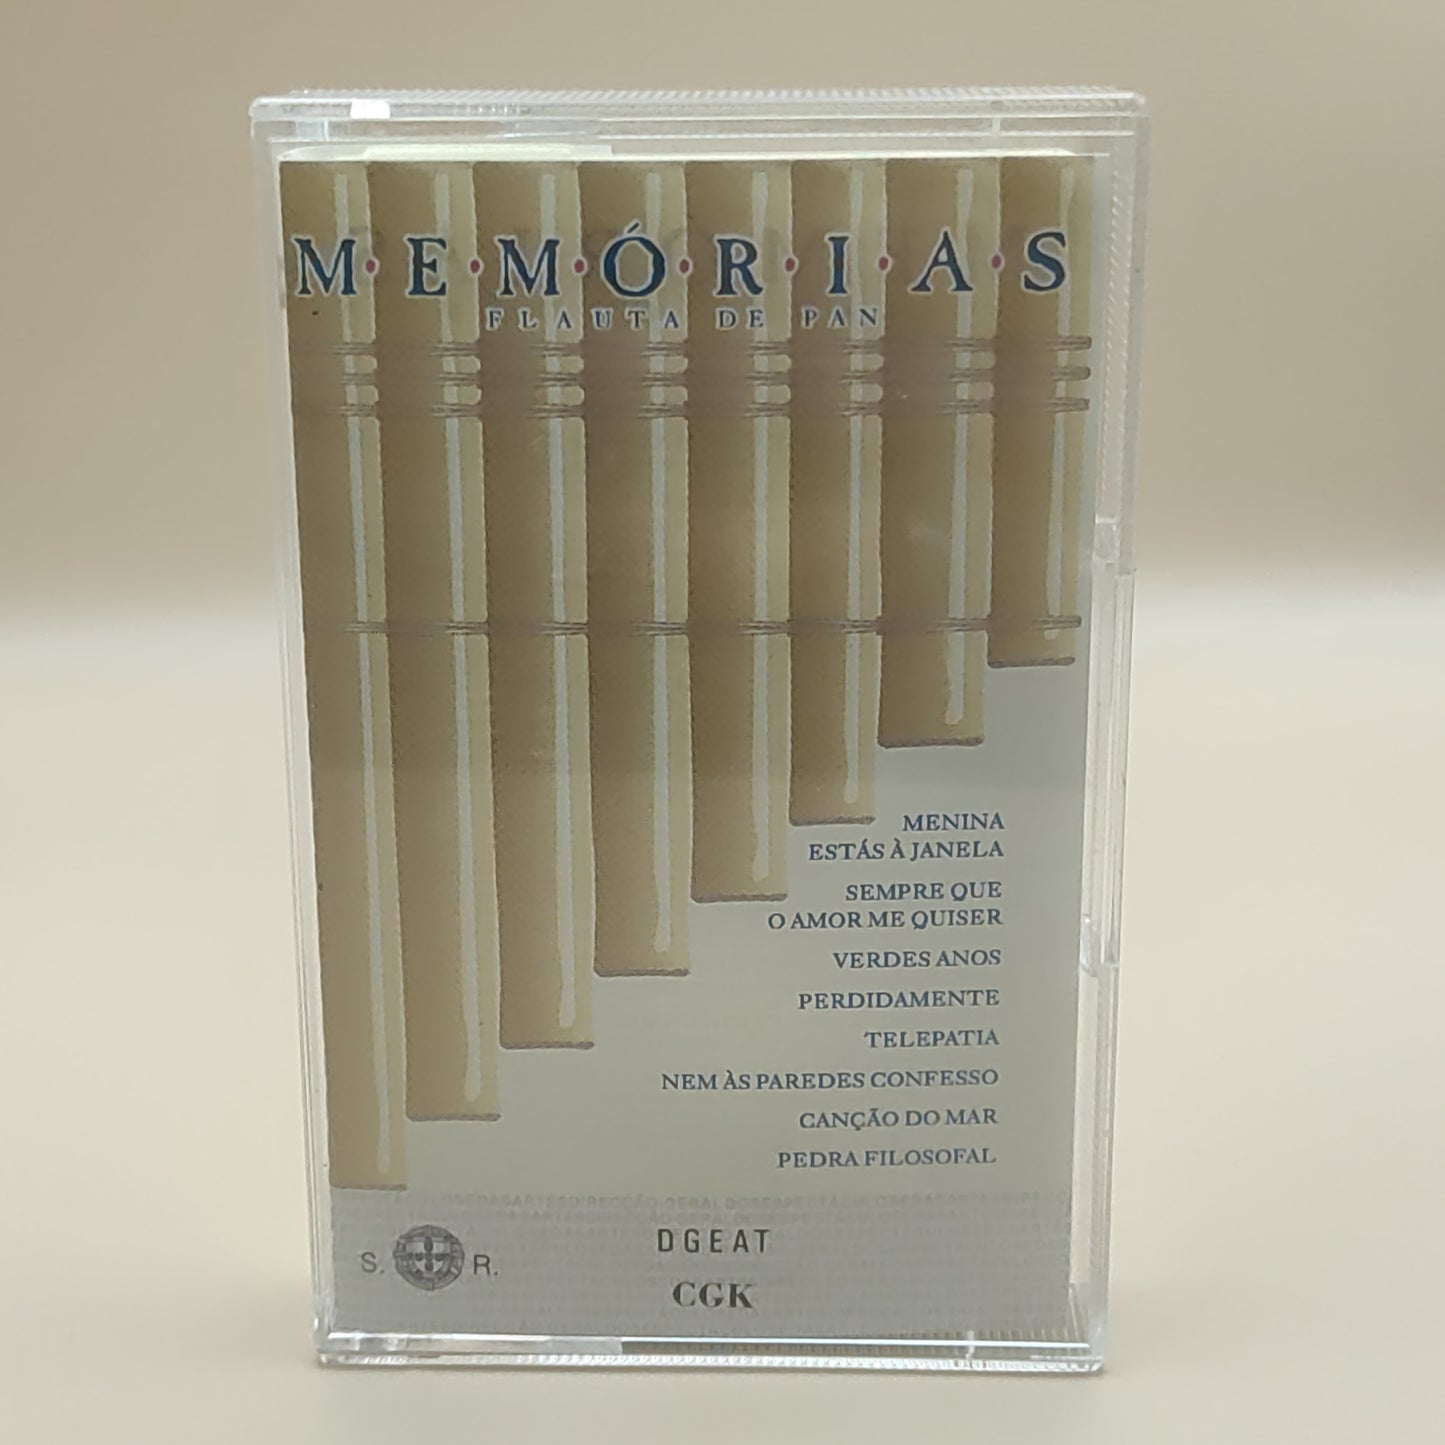 M·E·M·Ó·R·I·A·S
FLAUTA DE PAN
MENINA
ESTÁS À JANELA
SEMPRE QUE
O AMOR ME QUISER
VERDES ANOS
PERDIDAMENTE
TELEPATIA
NEM ÀS PAREDES CONFESSO
CANÇÃO DO MAR
PEDRA FILOSOFAL
DGEAT
S. R.
CGK